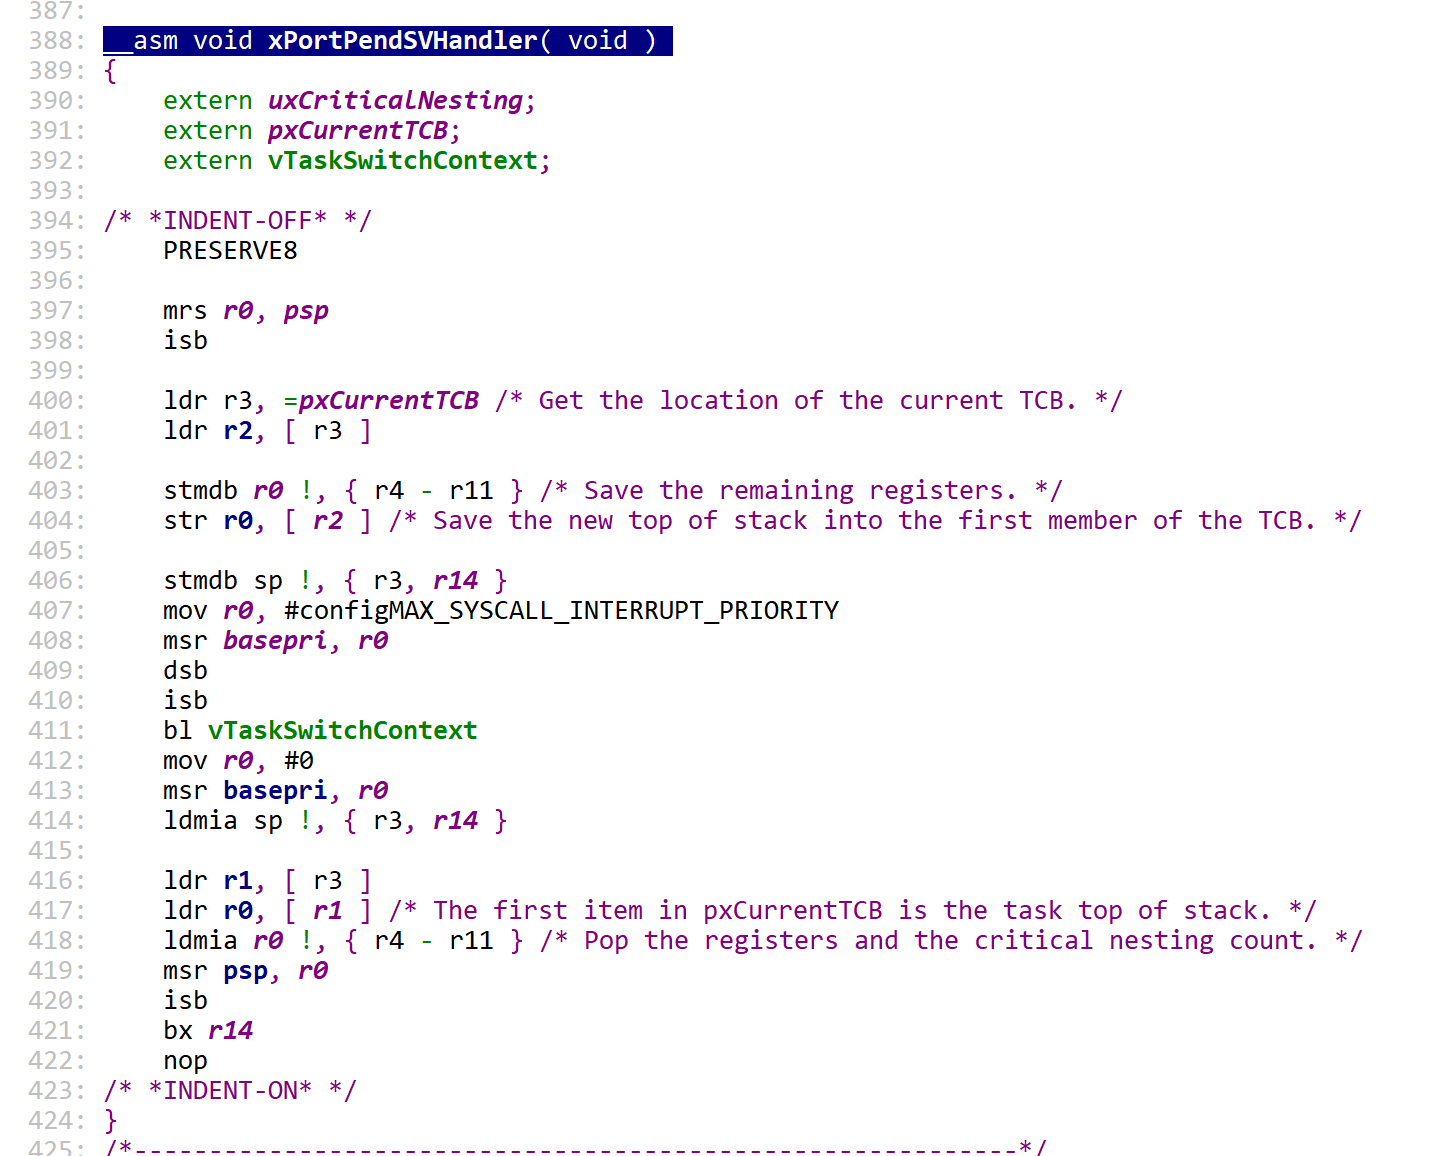 387:
388: __asm void xPortPendSVHandler( void )
389: {
390:     extern uxCriticalNesting;
391:     extern pxCurrentTCB;
392:     extern vTaskSwitchContext;
393:
394: /* *INDENT-OFF* */
395:     PRESERVE8
396:
397:     mrs r0, psp
398:     isb
399:
400:     ldr r3, =pxCurrentTCB /* Get the location of the current TCB. */
401:     ldr r2, [ r3 ]
402:
403:     stmdb r0 !, { r4 - r11 } /* Save the remaining registers. */
404:     str r0, [ r2 ] /* Save the new top of stack into the first member of the TCB. */
405:
406:     stmdb sp !, { r3, r14 }
407:     mov r0, #configMAX_SYSCALL_INTERRUPT_PRIORITY
408:     msr basepri, r0
409:     dsb
410:     isb
411:     bl vTaskSwitchContext
412:     mov r0, #0
413:     msr basepri, r0
414:     ldmia sp !, { r3, r14 }
415:
416:     ldr r1, [ r3 ]
417:     ldr r0, [ r1 ] /* The first item in pxCurrentTCB is the task top of stack. */
418:     ldmia r0 !, { r4 - r11 } /* Pop the registers and the critical nesting count. */
419:     msr psp, r0
420:     isb
421:     bx r14
422:     nop
423: /* *INDENT-ON* */
424: }
425: /*-----------------------------------------------------------*/